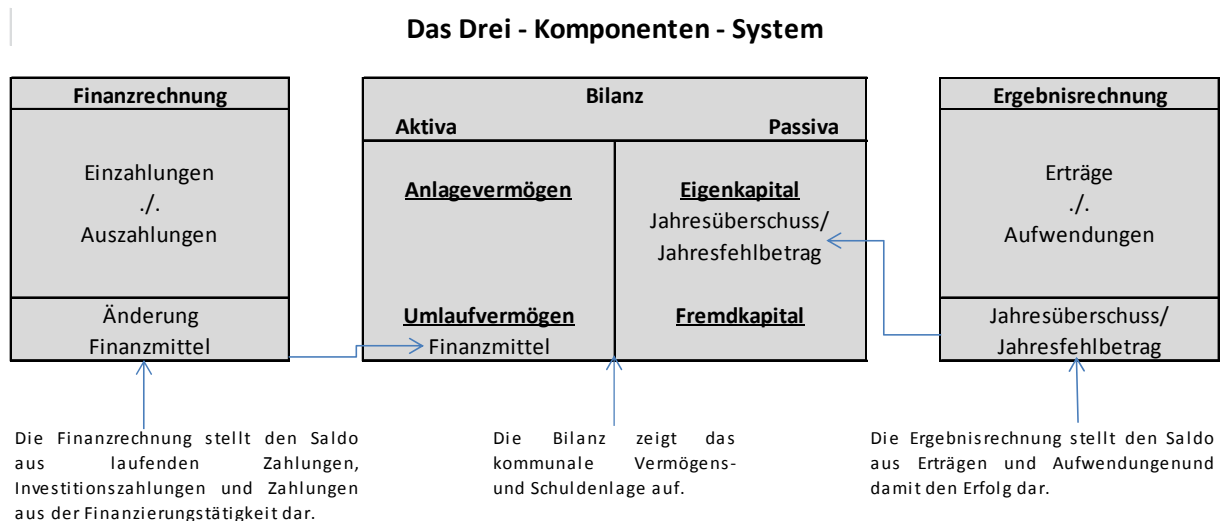 Das Drei - Komponenten - System
Finanzrechnung
Einzahlungen
./.
Auszahlungen
Änderung
Finanzmittel
Bilanz
Aktiva Passiva
Anlagevermögen
Umlaufvermögen
Finanzmittel
Eigenkapital
Jahresüberschuss/
Jahresfehlbetrag
Fremdkapital
Ergebnisrechnung
Erträge
./.
Aufwendungen
Jahresüberschuss/
Jahresfehlbetrag
Die Finanzrechnung stellt den Saldo
aus laufenden Zahlungen,
Investitionszahlungen und Zahlungen
aus der Finanzierungstätigkeit dar.
Die Bilanz zeigt das
kommunale Vermögens-
und Schuldenlage auf.
Die Ergebnisrechnung stellt den Saldo
aus Erträgen und Aufwendungenund
damit den Erfolg dar.